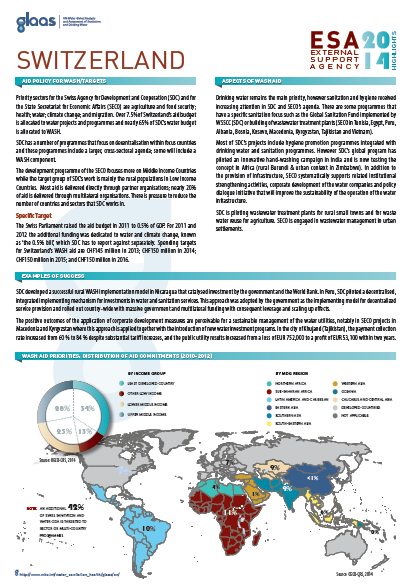 glaas
UN-Water Global Analysis
and Assessment of Sanitation
and Drinking-Water
ESA
EXTERNAL
SUPPORT
AGENCY
2014
HIGHLIGHTS
SWITZERLAND
AID POLICY FOR WASH/TARGETS
Priority sectors for the Swiss Agency for Development and Cooperation (SDC) and for
the State Secretariat for Economic Affairs (SECO) are agriculture and food security;
health; water; climate change; and migration. Over 7.5% of Switzerland's aid budget
is allocated to water projects and programmes and nearly 65% of SDC's water budget
is allocated to WASH.
SDC has a number of programmes that focus on decentralisation within focus countries
and these programmes include a larger, cross-sectoral agenda; some will include a
WASH component.
The development programme of the SECO focuses more on Middle Income Countries
while the target group of SDC's work is mainly the rural populations in Low Income
Countries. Most aid is delivered directly through partner organisations; nearly 20%
of aid is delivered through multilateral organisations. There is pressure to reduce the
number of countries and sectors that SDC works in.
Specific Target
The Swiss Parliament raised the aid budget in 2011 to 0.5% of GDP. For 2011 and
2012 the additional funding was dedicated to water and climate change, known
as 'the 0.5% bill', which SDC has to report against separately. Spending targets
for Switzerland's WASH aid are CHF145 million in 2013; CHF150 million in 2014;
CHF150 million in 2015; and CHF150 million in 2016.
ASPECTS OF WASH AID
Drinking water remains the main priority, however sanitation and hygiene received
increasing attention in SDC and SECO's agenda. There are some programmes that
have a specific sanitation focus such as the Global Sanitation Fund implemented by
WSSCC (SDC) or building of wastewater treatment plants (SECO in Tunisia, Egypt, Peru,
Albania, Bosnia, Kosovo, Macedonia, Kyrgyzstan, Tajikistan and Vietnam).
Most of SDC's projects include hygiene promotion programmes integrated with
drinking water and sanitation programmes. However SDC's global program has
piloted an innovative hand-washing campaign in India and is now testing the
concept in Africa (rural Burundi & urban context in Zimbabwe). In addition to
the provision of infrastructure, SECO systematically supports related institutional
strengthening activities, corporate development of the water companies and policy
dialogue initiative that will improve the sustainability of the operation of the water
infrastructure.
SDC is piloting wastewater treatment plants for rural small towns and for waste
water reuse for agriculture. SECO is engaged in wastewater management in urban
settlements.
EXAMPLES OF SUCCESS
SDC developed a successful rural WASH implementation model in Nicaragua that catalysed investment by the government and the World Bank. In Peru, SDC piloted a decentralised,
integrated implementing mechanism for investments in water and sanitation services. This approach was adopted by the government as the implementing model for decentralized
service provision and rolled out country-wide with massive government and multilateral funding with consequent leverage and scaling up effects.
The positive outcomes of the application of corporate development measures are perceivable for a sustainable management of the water utilities, notably in SECO projects in
Macedonia and Kyrgyzstan where this approach is applied together with the introduction of new water investment programs. In the city of Khujand (Tajikistan), the payment collection
rate increased from 60 % to 84 % despite substantial tariff increases, and the public utility results increased from a loss of EUR 752,000 to a profit of EUR 53,100 within two years.
WASH AID PRIORITIES: DISTRIBUTION OF AID COMMITMENTS (2010-2012)
BY INCOME GROUP
LEAST DEVELOPED COUNTRY
OTHER LOW INCOME
LOWER MIDDLE INCOME
UPPER MIDDLE INCOME
BY MDG REGION
NORTHERN AFRICA
SUB-SAHARAN AFRICA
LATIN AMERICA AND CARIBBEAN
EASTERN ASIA
SOUTHERN ASIA
SOUTH-EASTERN ASIA
WESTERN ASIA
OCEANIA
CAUCASUS AND CENTRAL ASIA
DEVELOPED COUNTRIES
NOT APPLICABLE
34%
15%
Source: OECD-CRS, 2014
10%
NOTE: AN ADDITIONAL 42%
OF SWISS SANITATION AND
WATER AID IS TARGETED TO
SECTOR OR MULTI-COUNTRY
PROGRAMMES
Source: OECD-CRS, 2014